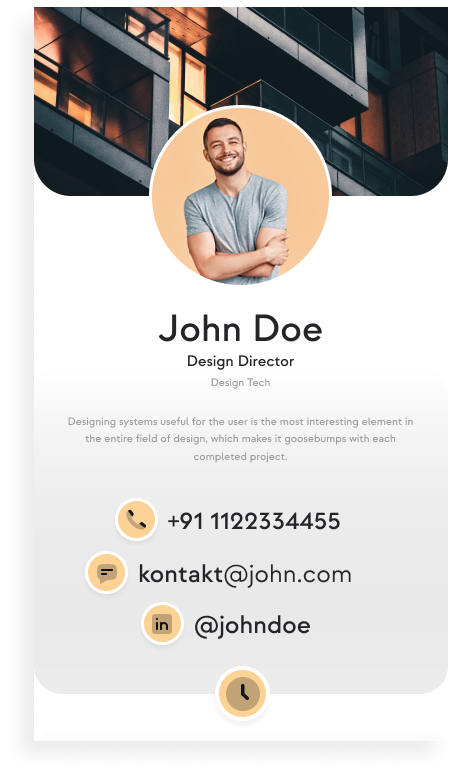 John Doe
Design Director
Design Tech
Designing systems useful for the user is the most interesting element in
the entire field of design, which makes it goosebumps with each
completed project.
+91 1122334455
kontakt@john.com
in
@johndoe